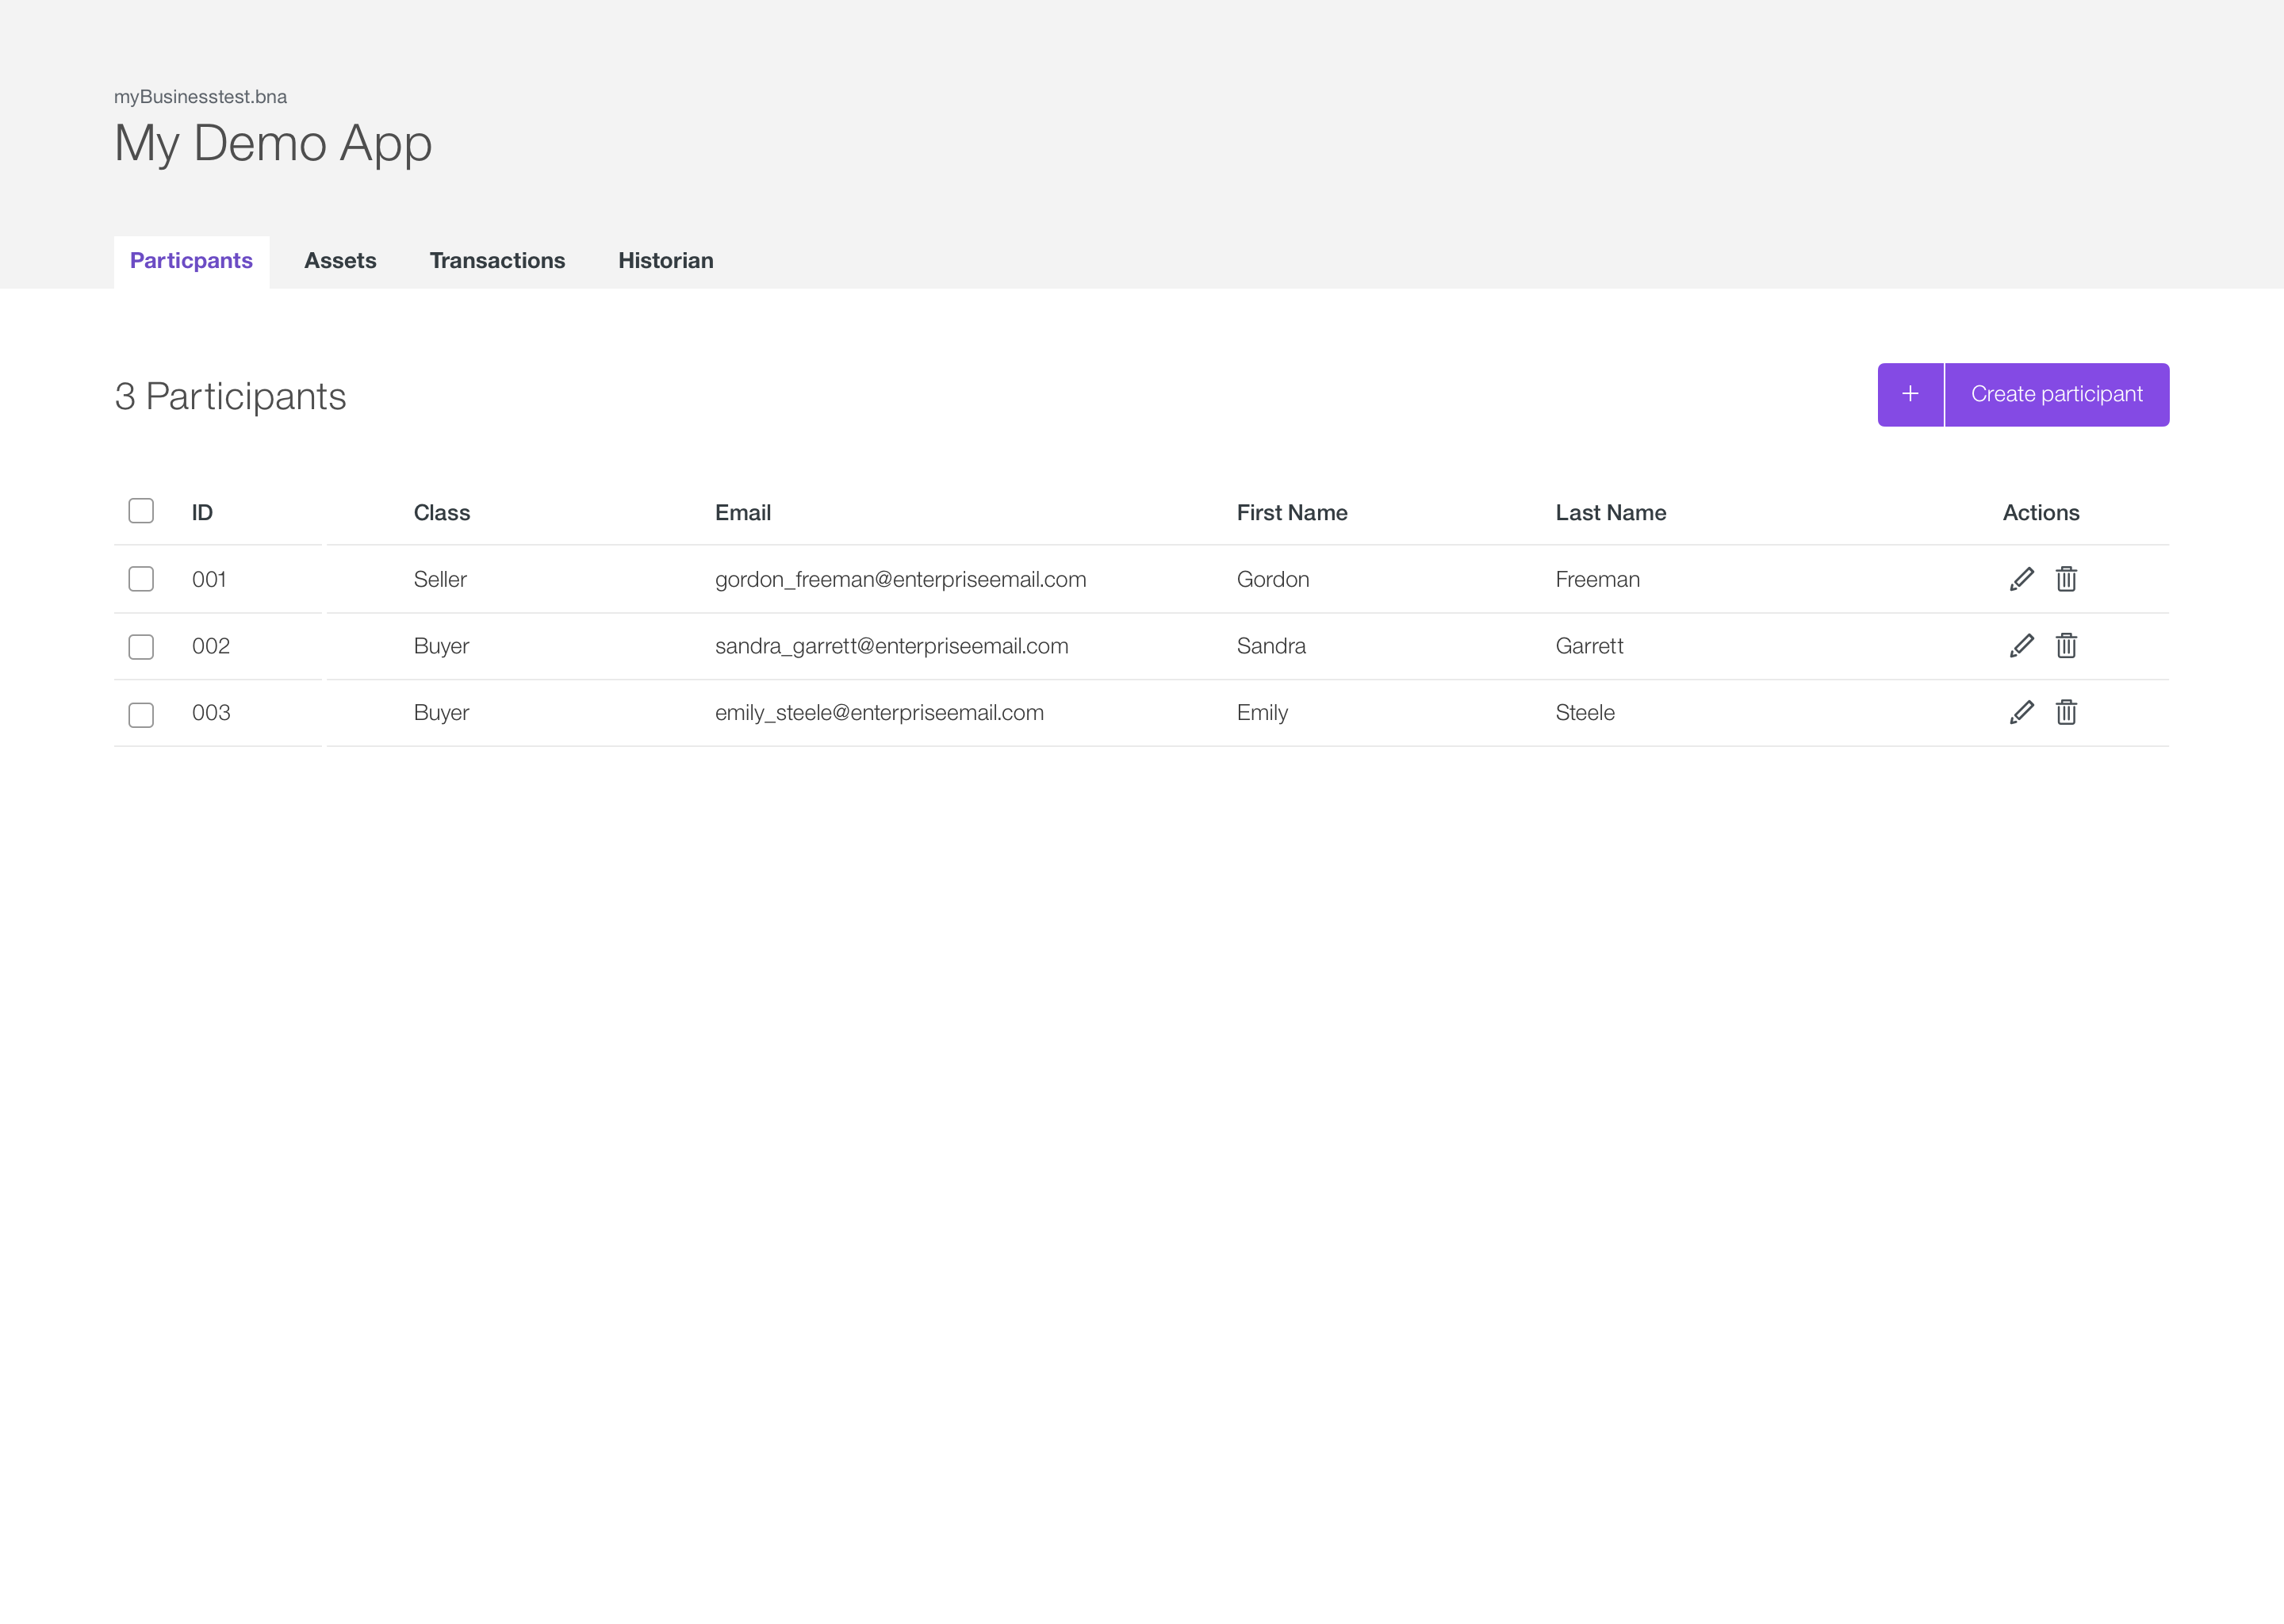 myBusinesstest.bna
My Demo App
Particpants Assets Transactions Historian
3 Participants
+ Create participant
ID Class Email First Name Last Name Actions
001 Seller gordon_freeman@enterpriseemail.com Gordon Freeman
002 Buyer sandra_garrett@enterpriseemail.com Sandra Garrett
003 Buyer emily_steele@enterpriseemail.com Emily Steele